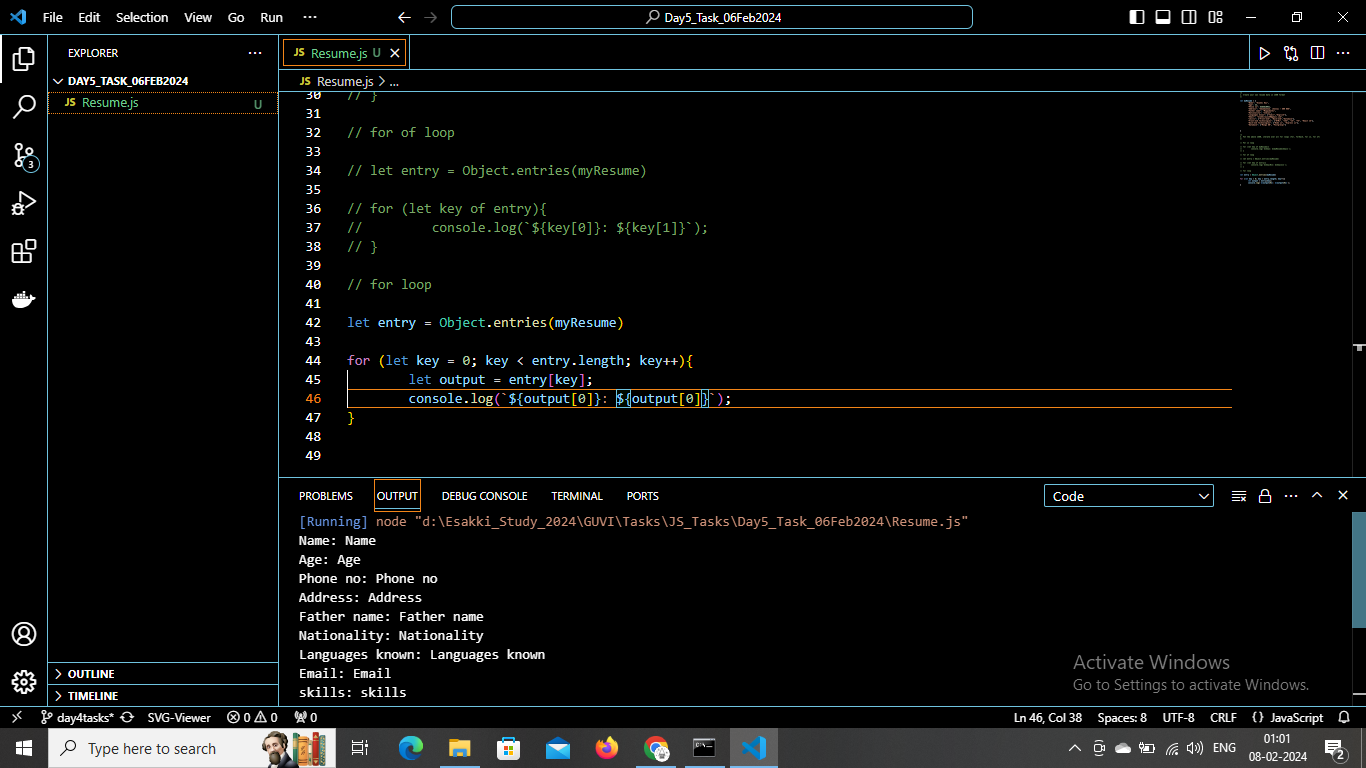 File Edit Selection View Go Run ···
Day5_Task_06Feb2024
EXPLORER ···
DAY5_TASK_06FEB2024
JS Resume.js U
3
OUTLINE
TIMELINE
JS Resume.js U
JS Resume.js > ...
30 // }
31
32 // for of loop
33
34 // let entry = Object.entries(myResume)
35
36 // for (let key of entry){
37 //         console.log(`${key[0]}: ${key[1]}`);
38 // }
39
40 // for loop
41
42 let entry = Object.entries(myResume)
43
44 for (let key = 0; key < entry.length; key++){
45         let output = entry[key];
46         console.log(`${output[0]}: ${output[0]}`);
47 }
48
49
PROBLEMS OUTPUT DEBUG CONSOLE TERMINAL PORTS
Code
[Running] node "d:\Esakki_Study_2024\GUVI\Tasks\JS_Tasks\Day5_Task_06Feb2024\Resume.js"
Name: Name
Age: Age
Phone no: Phone no
Address: Address
Father name: Father name
Nationality: Nationality
Languages known: Languages known
Email: Email
skills: skills
Activate Windows
Go to Settings to activate Windows.
day4tasks* SVG-Viewer 0 0 0 Ln 46, Col 38 Spaces: 8 UTF-8 CRLF {} JavaScript
Type here to search
ENG
01:01
08-02-2024
2